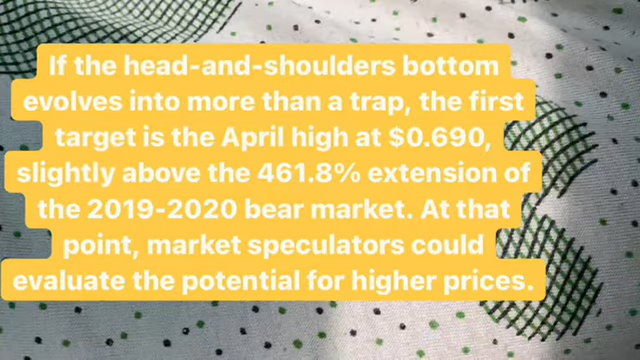 If the head-and-shoulders bottom
evolves into more than a trap, the first
target is the April high at $0.690,
slightly above the 461.8% extension of
the 2019-2020 bear market. At that
point, market speculators could
evaluate the potential for higher prices.